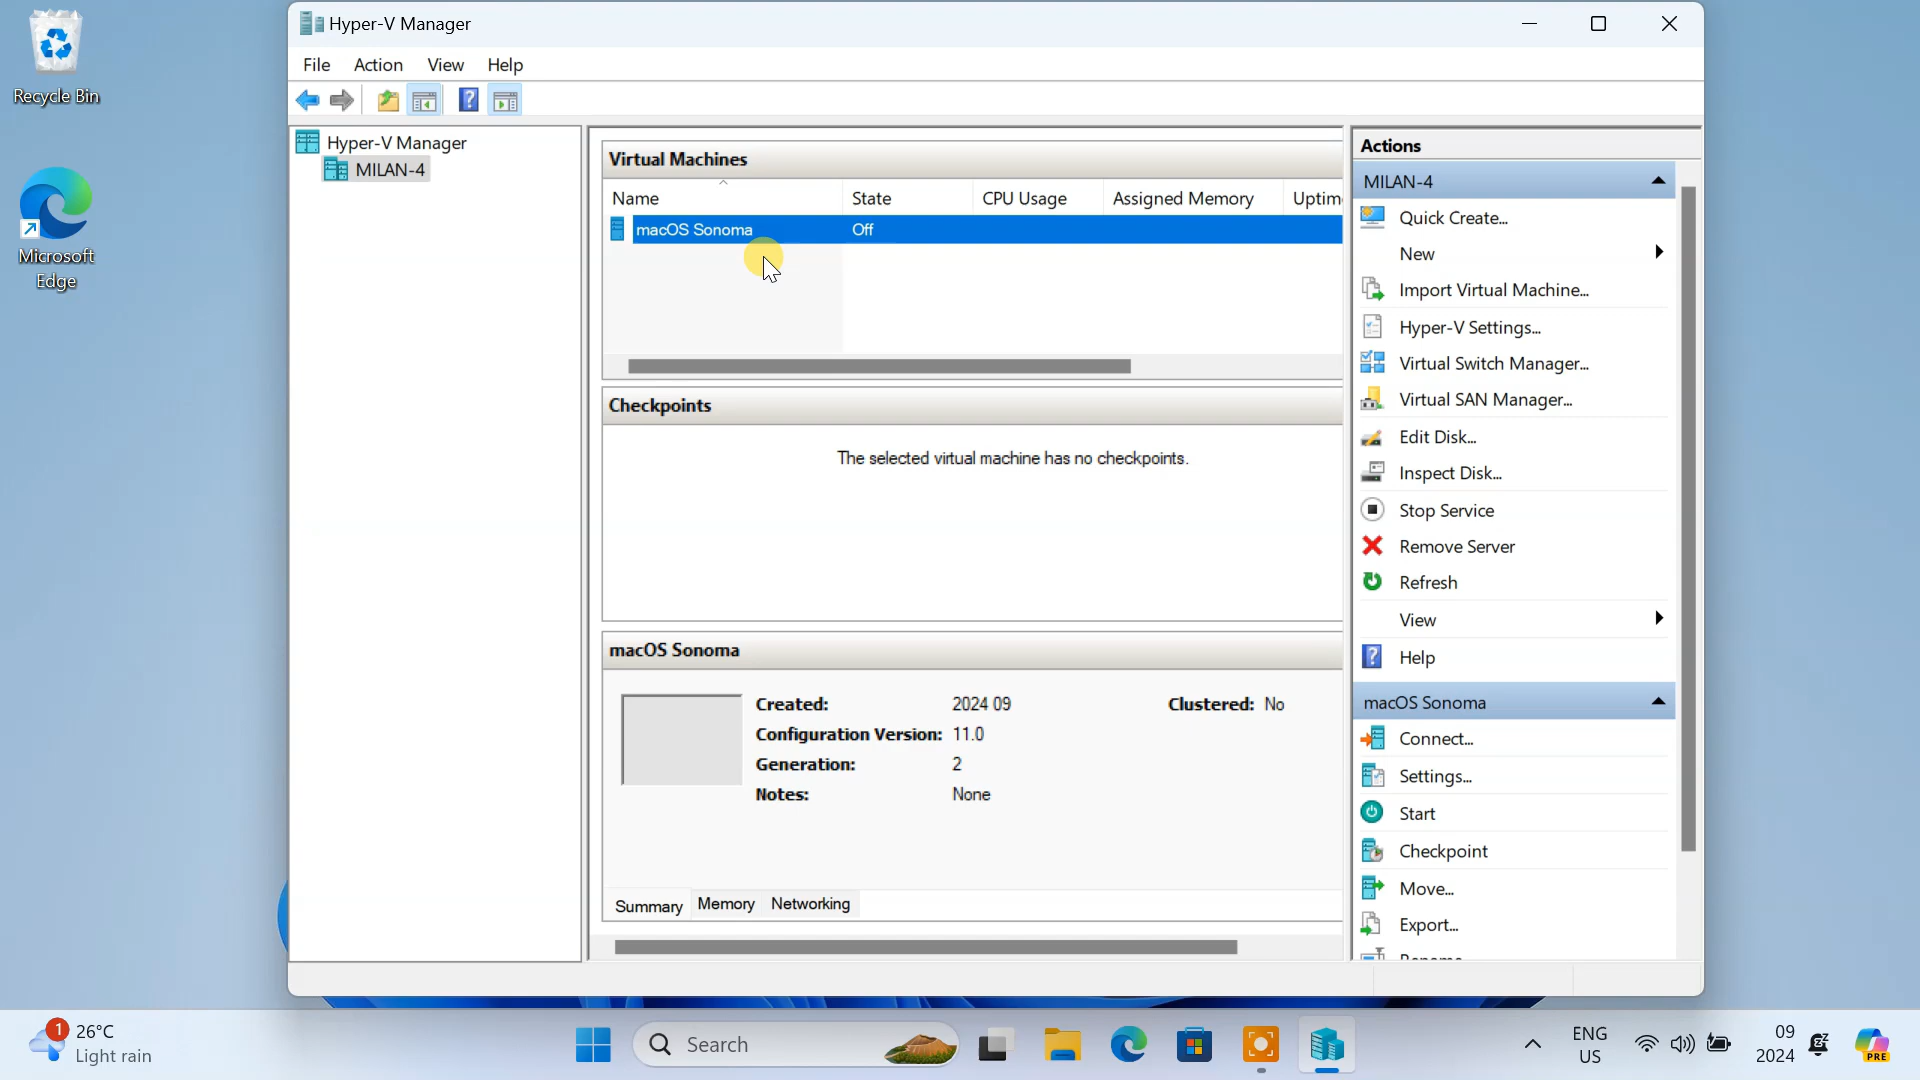 Recycle Bin
Microsoft
Edge
Hyper-V Manager
File Action View Help
Hyper-V Manager
MILAN-4
Virtual Machines
Name State CPU Usage Assigned Memory Uptim
macOS Sonoma Off
Checkpoints
The selected virtual machine has no checkpoints.
macOS Sonoma
Created: 2024 09 Clustered: No
Configuration Version: 11.0
Generation: 2
Notes: None
Summary Memory Networking
Actions
MILAN-4
Quick Create...
New
Import Virtual Machine...
Hyper-V Settings...
Virtual Switch Manager...
Virtual SAN Manager...
Edit Disk...
Inspect Disk...
Stop Service
Remove Server
Refresh
View
Help
macOS Sonoma
Connect...
Settings...
Start
Checkpoint
Move...
Export...
1
26°C
Light rain
Search
ENG
US
09
2024
PRE